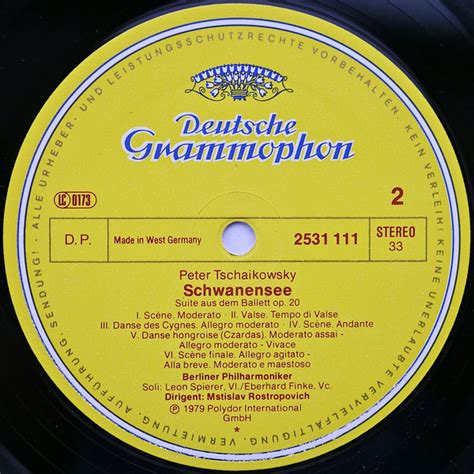 ALLE URHEBER- UND LEISTUNGSSCHUTZRECHTE VORBEHALTEN. KEIN VERLEIH! KEINE UNERLAUBTE VERVIELFÄLTIGUNG, VERMIETUNG, AUFFÜHRUNG, SENDUNG!
Deutsche
Grammophon
LC 0173
2
D. P.
Made in West Germany
2531 111
STEREO
33
Peter Tschaikowsky
Schwanensee
Suite aus dem Ballett op. 20
I. Scène. Moderato · II. Valse. Tempo di Valse
III. Danse des Cygnes. Allegro moderato · IV. Scène. Andante
V. Danse hongroise (Czardas). Moderato assai -
Allegro moderato - Vivace
VI. Scène finale. Allegro agitato -
Alla breve. Moderato e maestoso
Berliner Philharmoniker
Soli: Leon Spierer, Vl./Eberhard Finke, Vc.
Dirigent: Mstislav Rostropovich
Ⓟ 1979 Polydor International
GmbH
*